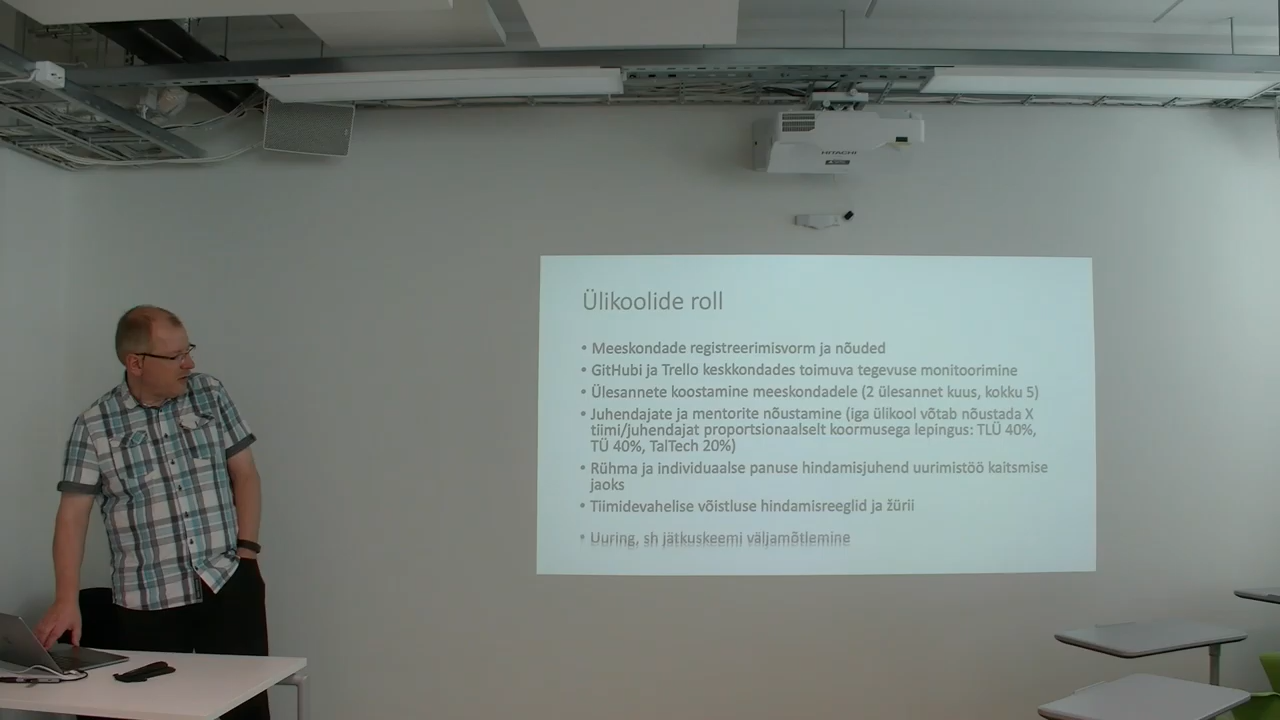 HITACHI
Ülikoolide roll
• Meeskondade registreerimisvorm ja nõuded
• GitHubi ja Trello keskkondades toimuva tegevuse monitoorimine
• Ülesannete koostamine meeskondadele (2 ülesannet kuus, kokku 5)
• Juhendajate ja mentorite nõustamine (iga ülikool võtab nõustada X
tiimi/juhendajat proportsionaalselt koormusega lepingus: TLÜ 40%,
TÜ 40%, TalTech 20%)
• Rühma ja individuaalse panuse hindamisjuhend uurimistöö kaitsmise
jaoks
• Tiimidevahelise võistluse hindamisreeglid ja žürii
• Uuring, sh jätkuskeemi väljamõtlemine